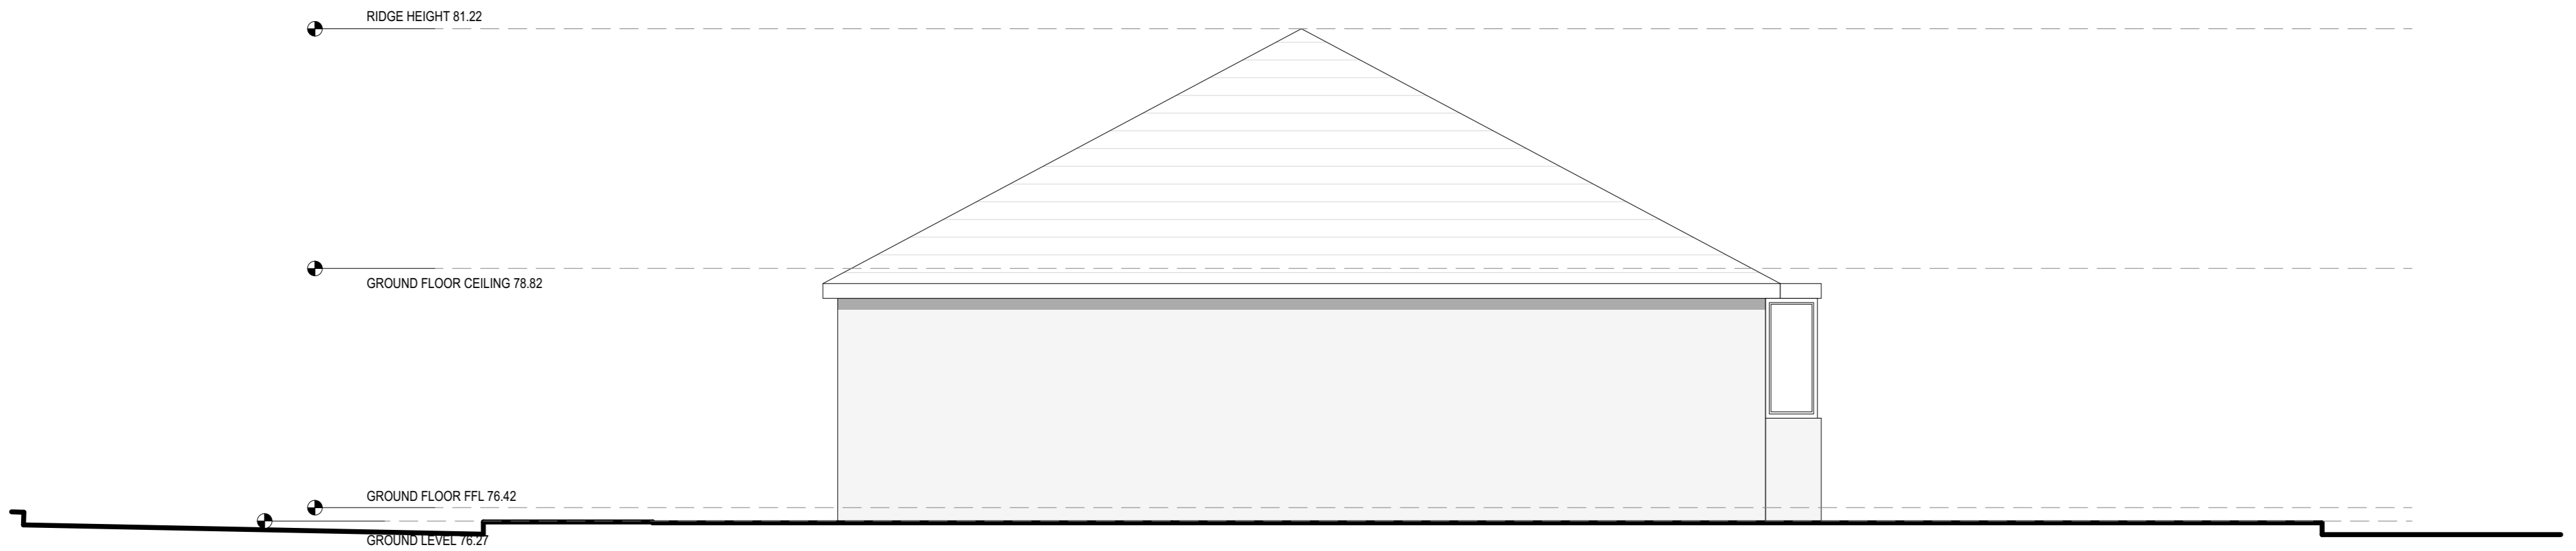 RIDGE HEIGHT 81.22
GROUND FLOOR CEILING 78.82
GROUND FLOOR FFL 76.42
GROUND LEVEL 76.27